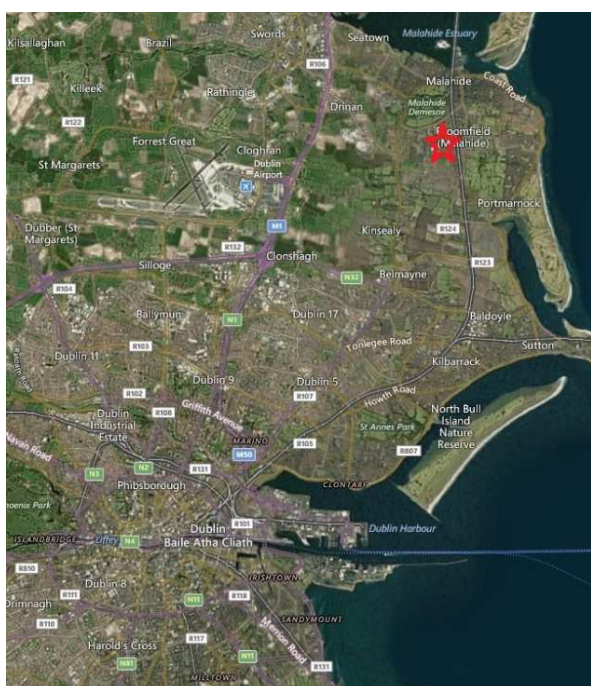 Swords
Seatown
Malahide Estuary
Kilsallaghan
Brazil
R106
R121
Malahide
Coast Road
Killeek
Rathingle
Drinan
Malahide
Demesne
R122
Forrest Great
Cloghran
Broomfield
(Malahide)
St Margarets
Dublin
Airport
Portmarnock
Dubber (St
Margarets)
M1
Kinsealy
R124
R132
Clonshagh
Silloge
R123
N32
Belmayne
R104
Ballymun
N1
Dublin 17
Baldoyle
R103
Tonlegee Road
Sutton
Dublin 11
Kilbarrack
Dublin 9
Dublin 5
R102
R107
Howth Road
R108
Griffith Avenue
North Bull
Island
Nature
Reserve
Dublin
Industrial
Estate
St Annes Park
MARINO
R105
R807
Navan Road
M50
N3
N2
R131
CLONTARF
Phibsborough
R101
Dublin
Baile Atha Cliath
Dublin Harbour
ISLANDBRIDGE
Liffey
N4
R810
IRISHTOWN
Dublin 8
R111
R118
N11
SANDYMOUNT
R110
R117
Merrion Road
Harold's Cross
N81
N11
R131
MILLTOWN